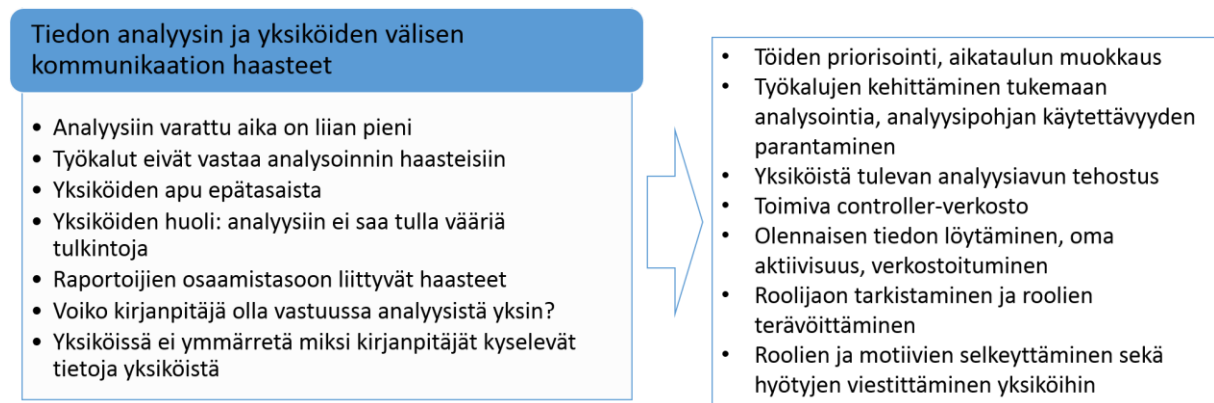 Tiedon analyysin ja yksiköiden välisen
kommunikaation haasteet
• Analyysiin varattu aika on liian pieni
• Työkalut eivät vastaa analysoinnin haasteisiin
• Yksiköiden apu epätasaista
• Yksiköiden huoli: analyysiin ei saa tulla vääriä
tulkintoja
• Raportoijien osaamistasoon liittyvät haasteet
• Voiko kirjanpitäjä olla vastuussa analyysistä yksin?
• Yksiköissä ei ymmärretä miksi kirjanpitäjät kyselevät
tietoja yksiköistä
• Töiden priorisointi, aikataulun muokkaus
• Työkalujen kehittäminen tukemaan
analysointia, analyysipohjan käytettävyyden
parantaminen
• Yksiköistä tulevan analyysiavun tehostus
• Toimiva controller-verkosto
• Olennaisen tiedon löytäminen, oma
aktiivisuus, verkostoituminen
• Roolijaon tarkistaminen ja roolien
terävöittäminen
• Roolien ja motiivien selkeyttäminen sekä
hyötyjen viestittäminen yksiköihin